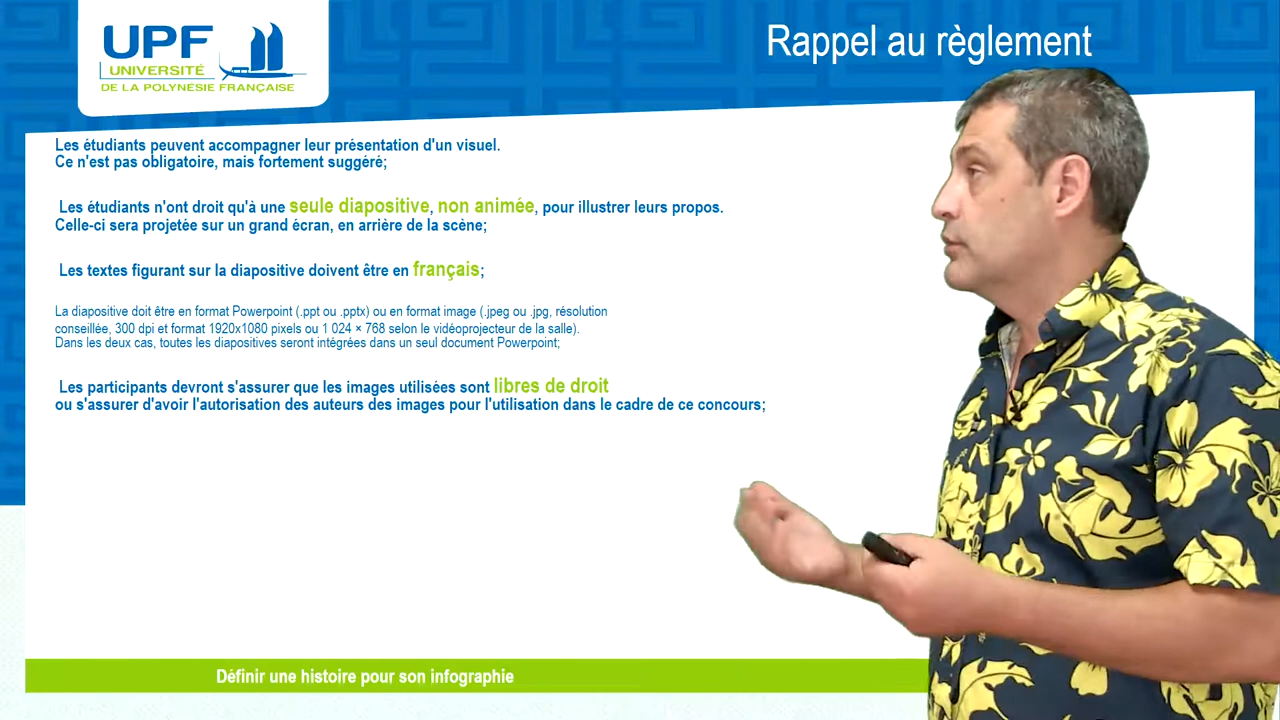 UPF
UNIVERSITÉ
DE LA POLYNESIE FRANÇAISE
Rappel au règlement
Les étudiants peuvent accompagner leur présentation d'un visuel.
Ce n'est pas obligatoire, mais fortement suggéré;
Les étudiants n'ont droit qu'à une seule diapositive, non animée, pour illustrer leurs propos.
Celle-ci sera projetée sur un grand écran, en arrière de la scène;
Les textes figurant sur la diapositive doivent être en français;
La diapositive doit être en format Powerpoint (.ppt ou .pptx) ou en format image (.jpeg ou .jpg, résolution
conseillée, 300 dpi et format 1920x1080 pixels ou 1 024 × 768 selon le vidéoprojecteur de la salle).
Dans les deux cas, toutes les diapositives seront intégrées dans un seul document Powerpoint;
Les participants devront s'assurer que les images utilisées sont libres de droit
ou s'assurer d'avoir l'autorisation des auteurs des images pour l'utilisation dans le cadre de ce concours;
Définir une histoire pour son infographie